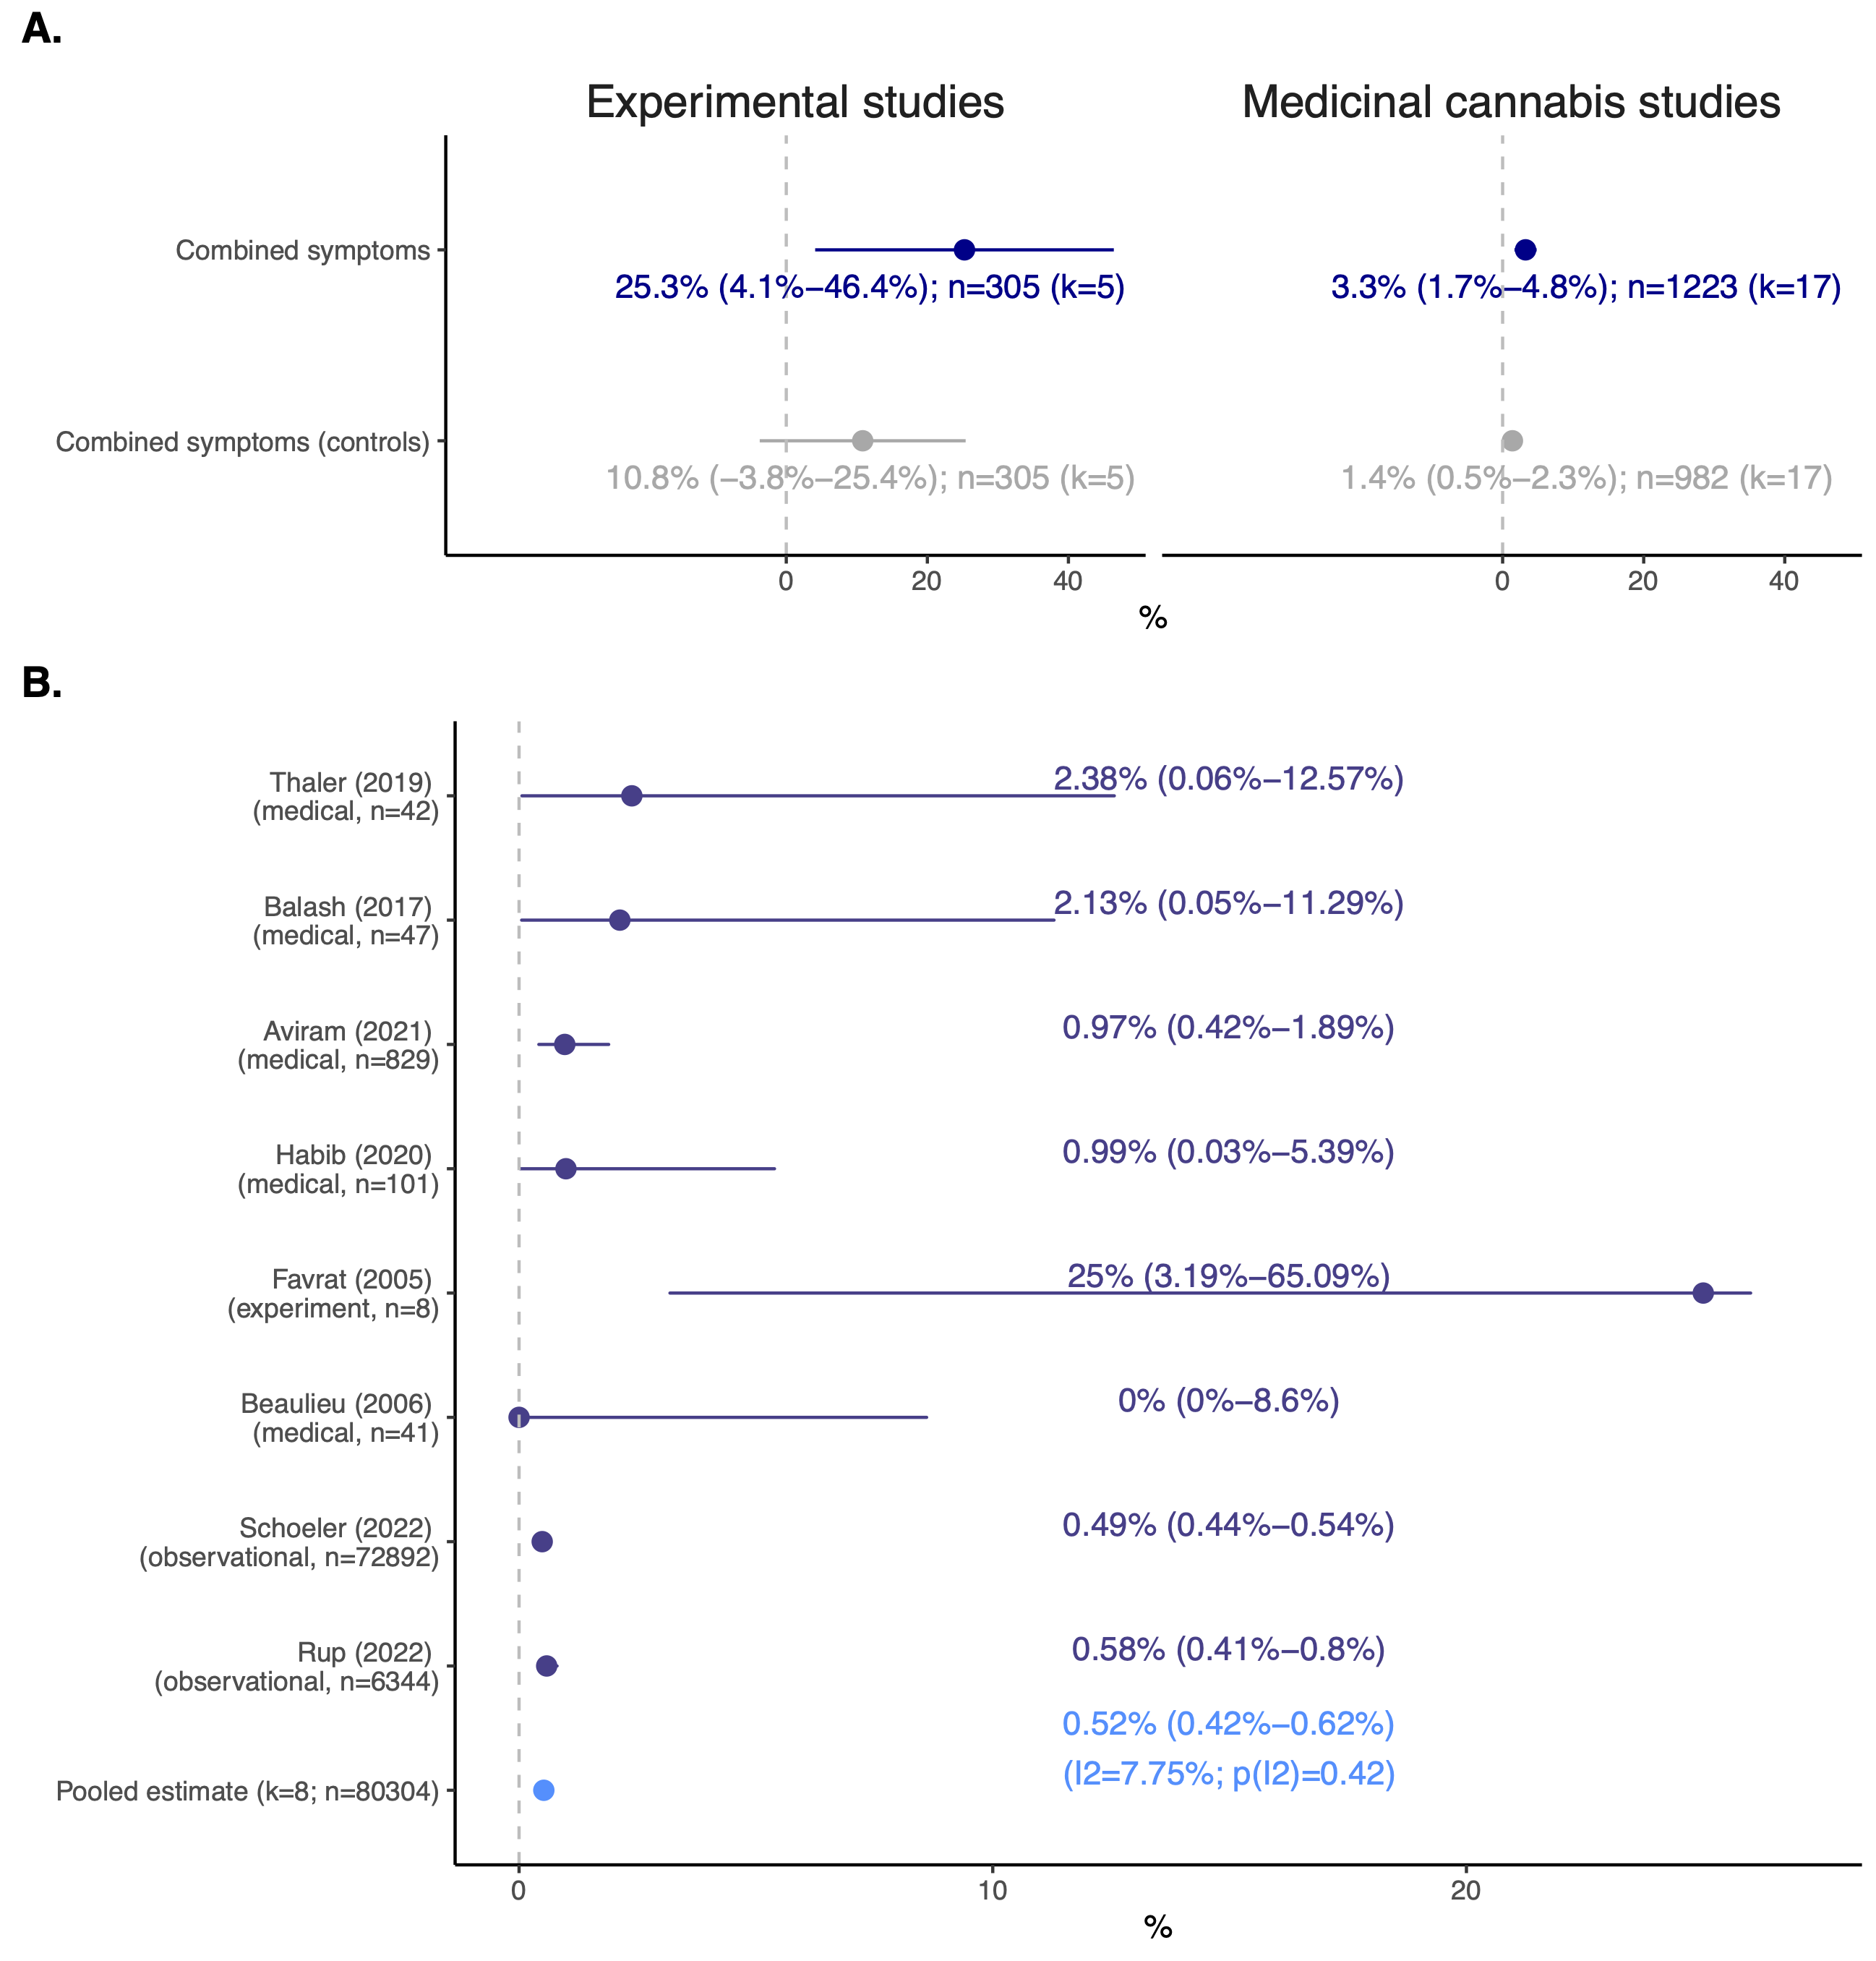 A.
Experimental studies
Medicinal cannabis studies
Combined symptoms
25.3% (4.1%–46.4%); n=305 (k=5)
3.3% (1.7%–4.8%); n=1223 (k=17)
Combined symptoms (controls)
10.8% (−3.8%–25.4%); n=305 (k=5)
1.4% (0.5%–2.3%); n=982 (k=17)
0 20 40
0 20 40
%
B.
Thaler (2019)
(medical, n=42)
2.38% (0.06%–12.57%)
Balash (2017)
(medical, n=47)
2.13% (0.05%–11.29%)
Aviram (2021)
(medical, n=829)
0.97% (0.42%–1.89%)
Habib (2020)
(medical, n=101)
0.99% (0.03%–5.39%)
Favrat (2005)
(experiment, n=8)
25% (3.19%–65.09%)
Beaulieu (2006)
(medical, n=41)
0% (0%–8.6%)
Schoeler (2022)
(observational, n=72892)
0.49% (0.44%–0.54%)
Rup (2022)
(observational, n=6344)
0.58% (0.41%–0.8%)
Pooled estimate (k=8; n=80304)
0.52% (0.42%–0.62%)
(I2=7.75%; p(I2)=0.42)
0 10 20
%